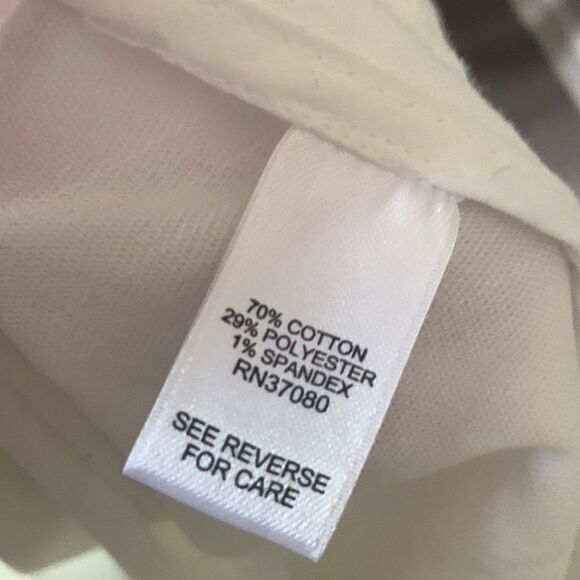 70% COTTON
29% POLYESTER
1% SPANDEX
RN37080
SEE REVERSE
FOR CARE